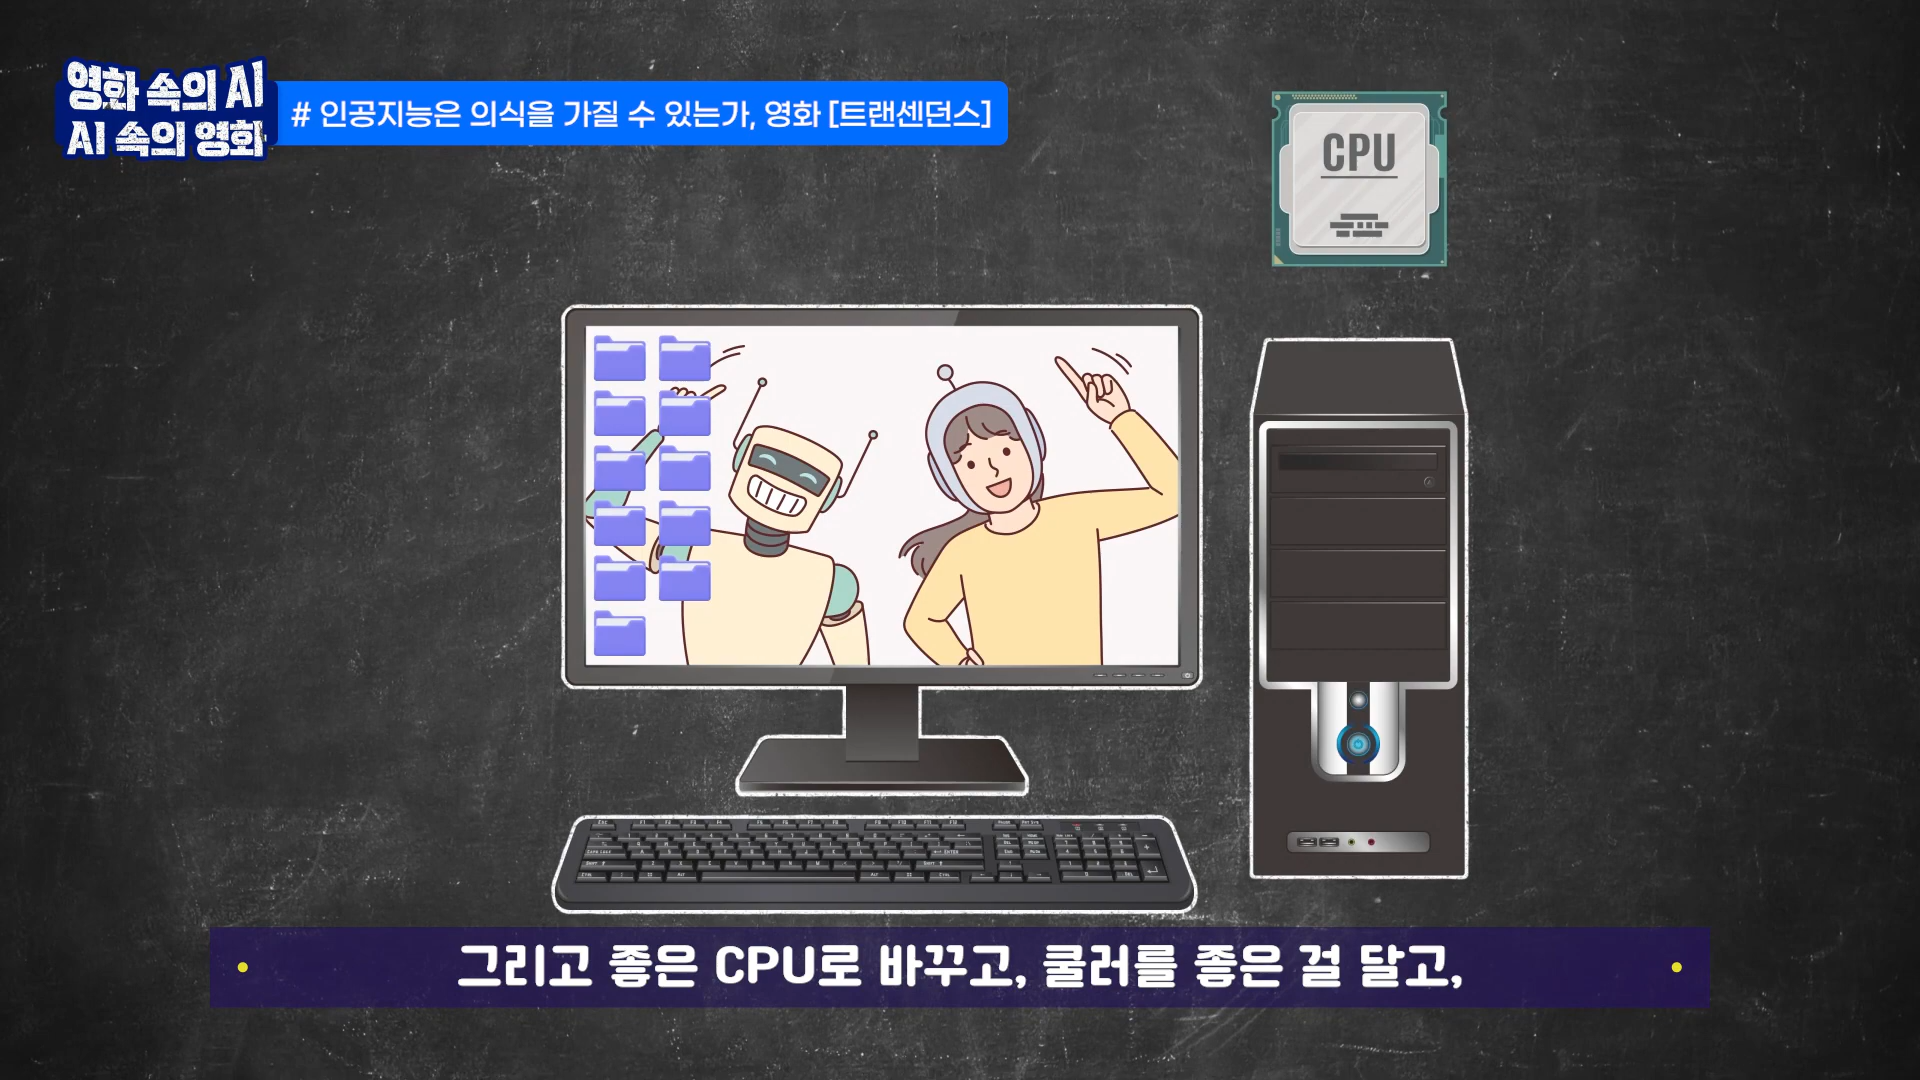 영화 속의 AI
AI 속의 영화
# 인공지능은 의식을 가질 수 있는가, 영화 [트랜센던스]
CPU
그리고 좋은 CPU로 바꾸고, 쿨러를 좋은 걸 달고,